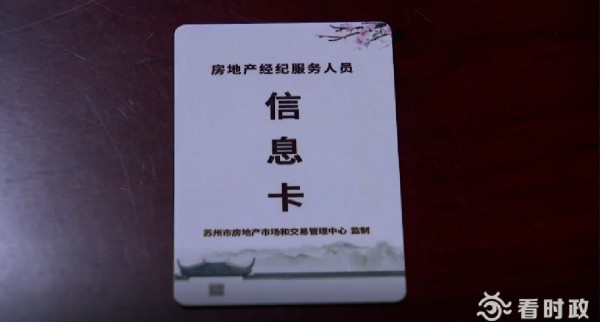 房地产经纪服务人员
信
息
卡
苏州市房地产市场和交易管理中心 监制
看时政